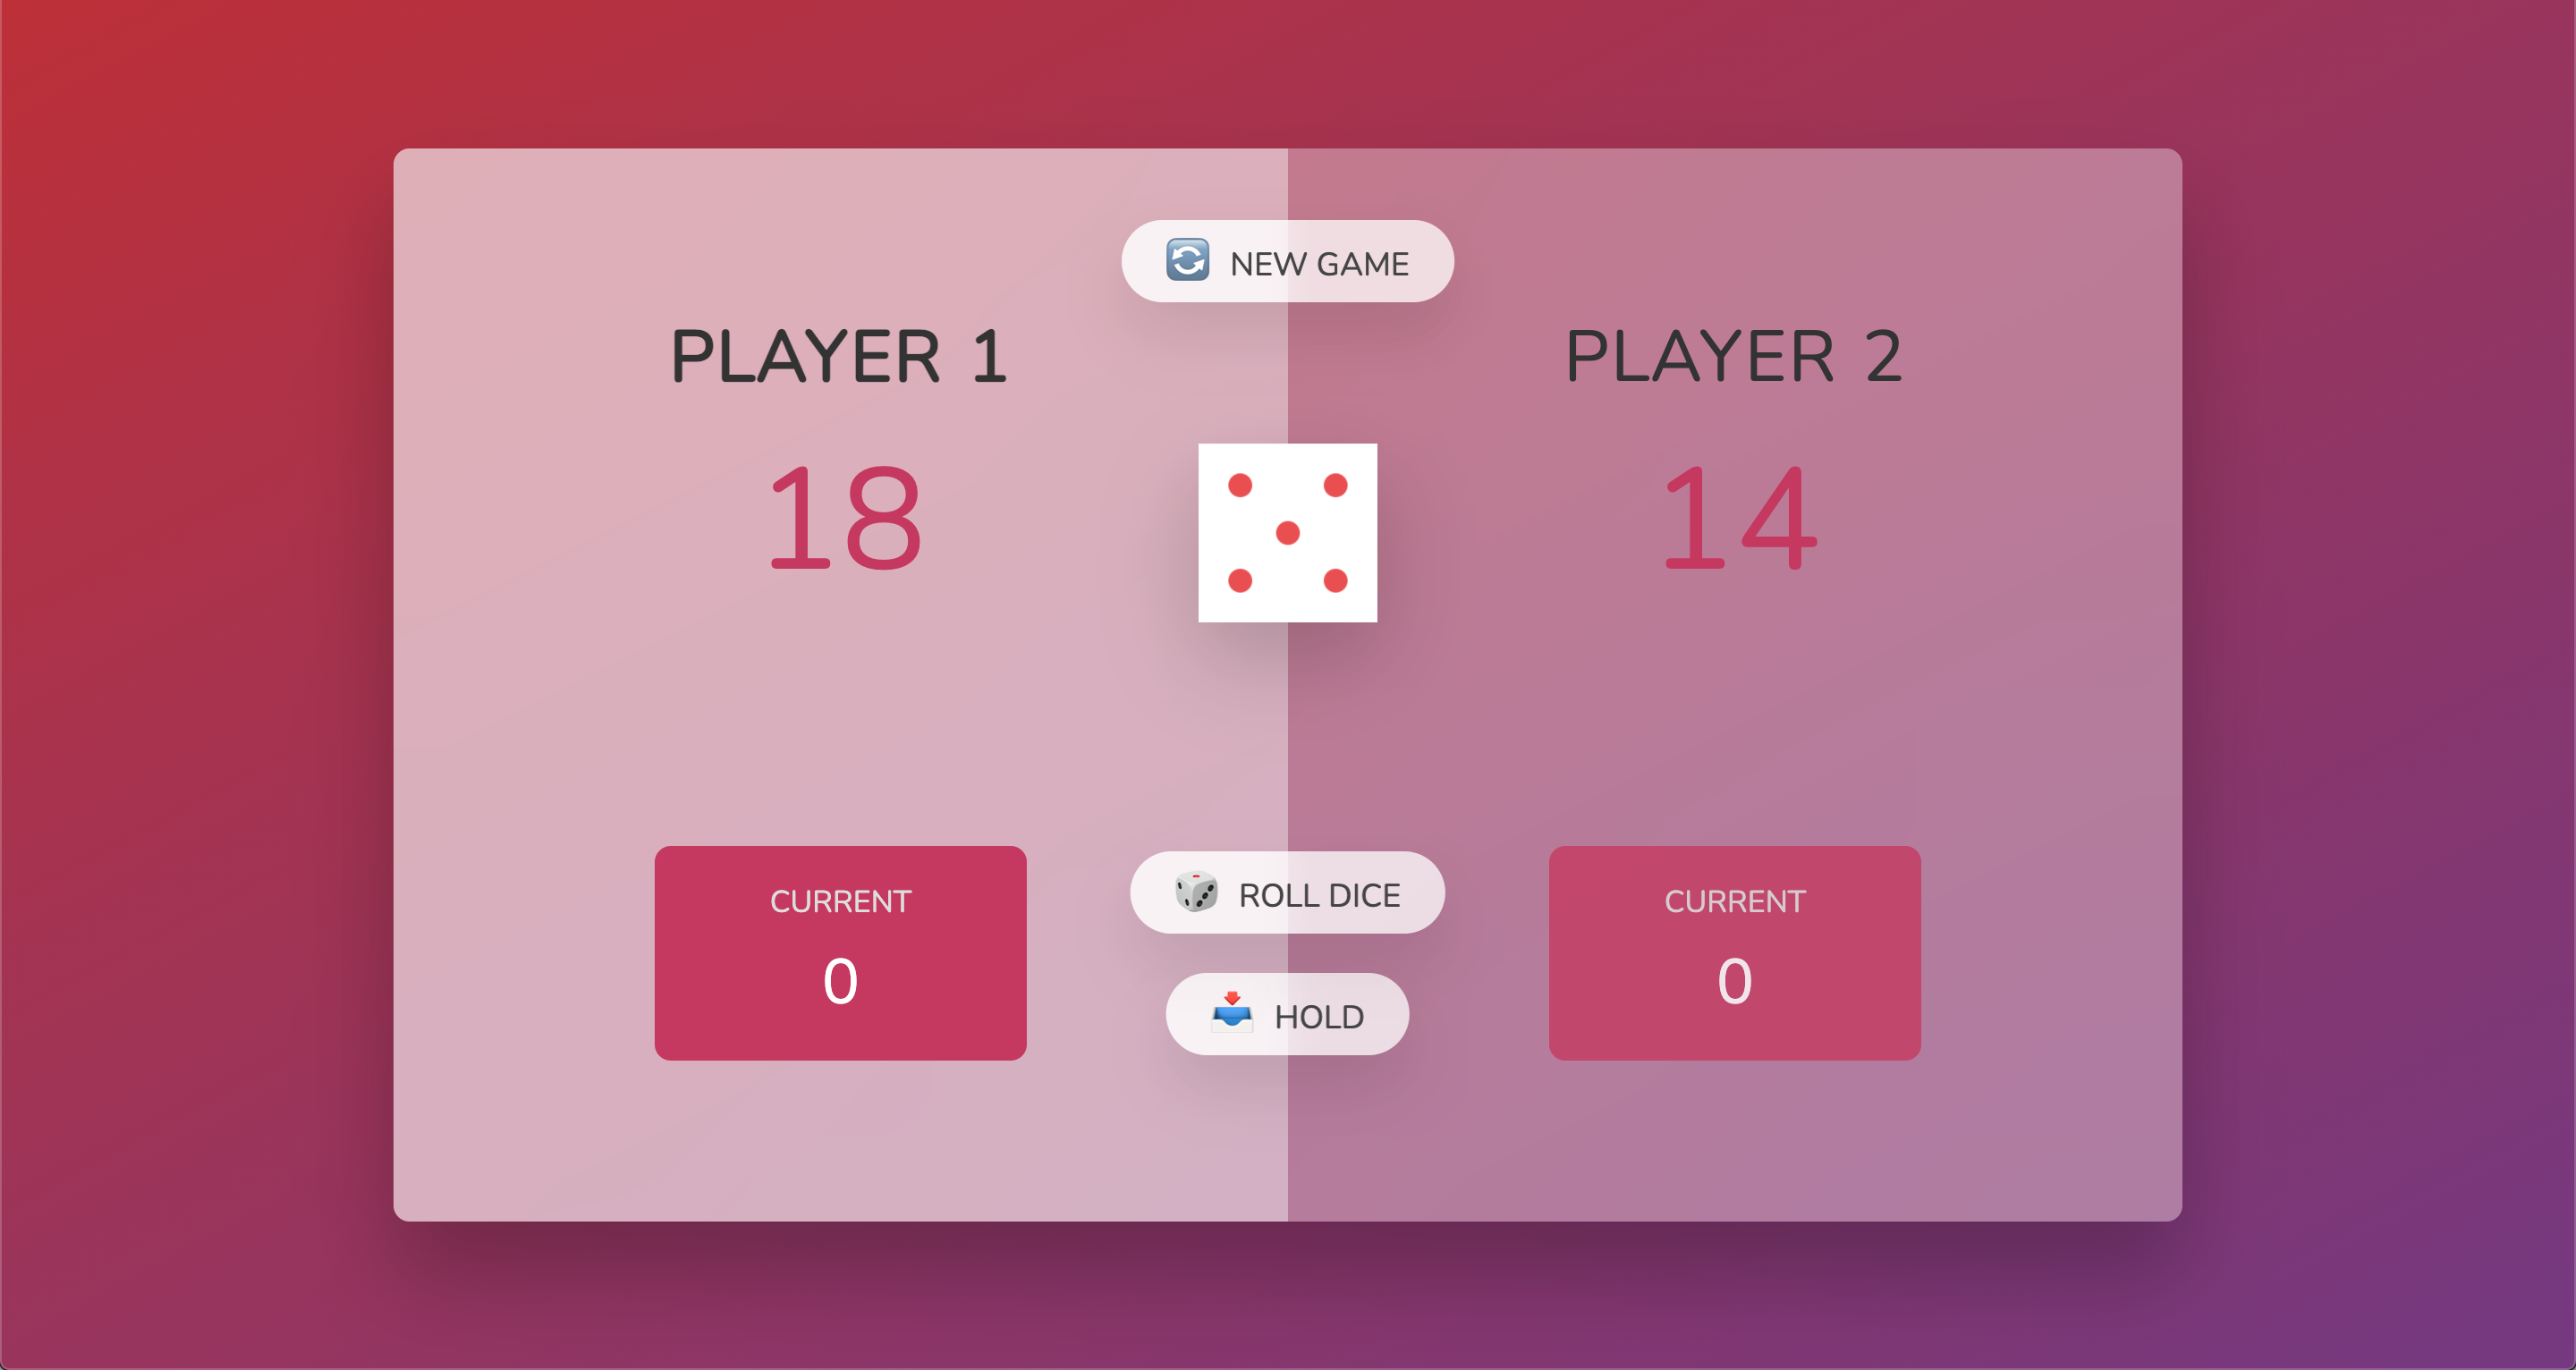 NEW GAME
PLAYER 1
18
CURRENT
0
PLAYER 2
14
CURRENT
0
ROLL DICE
HOLD